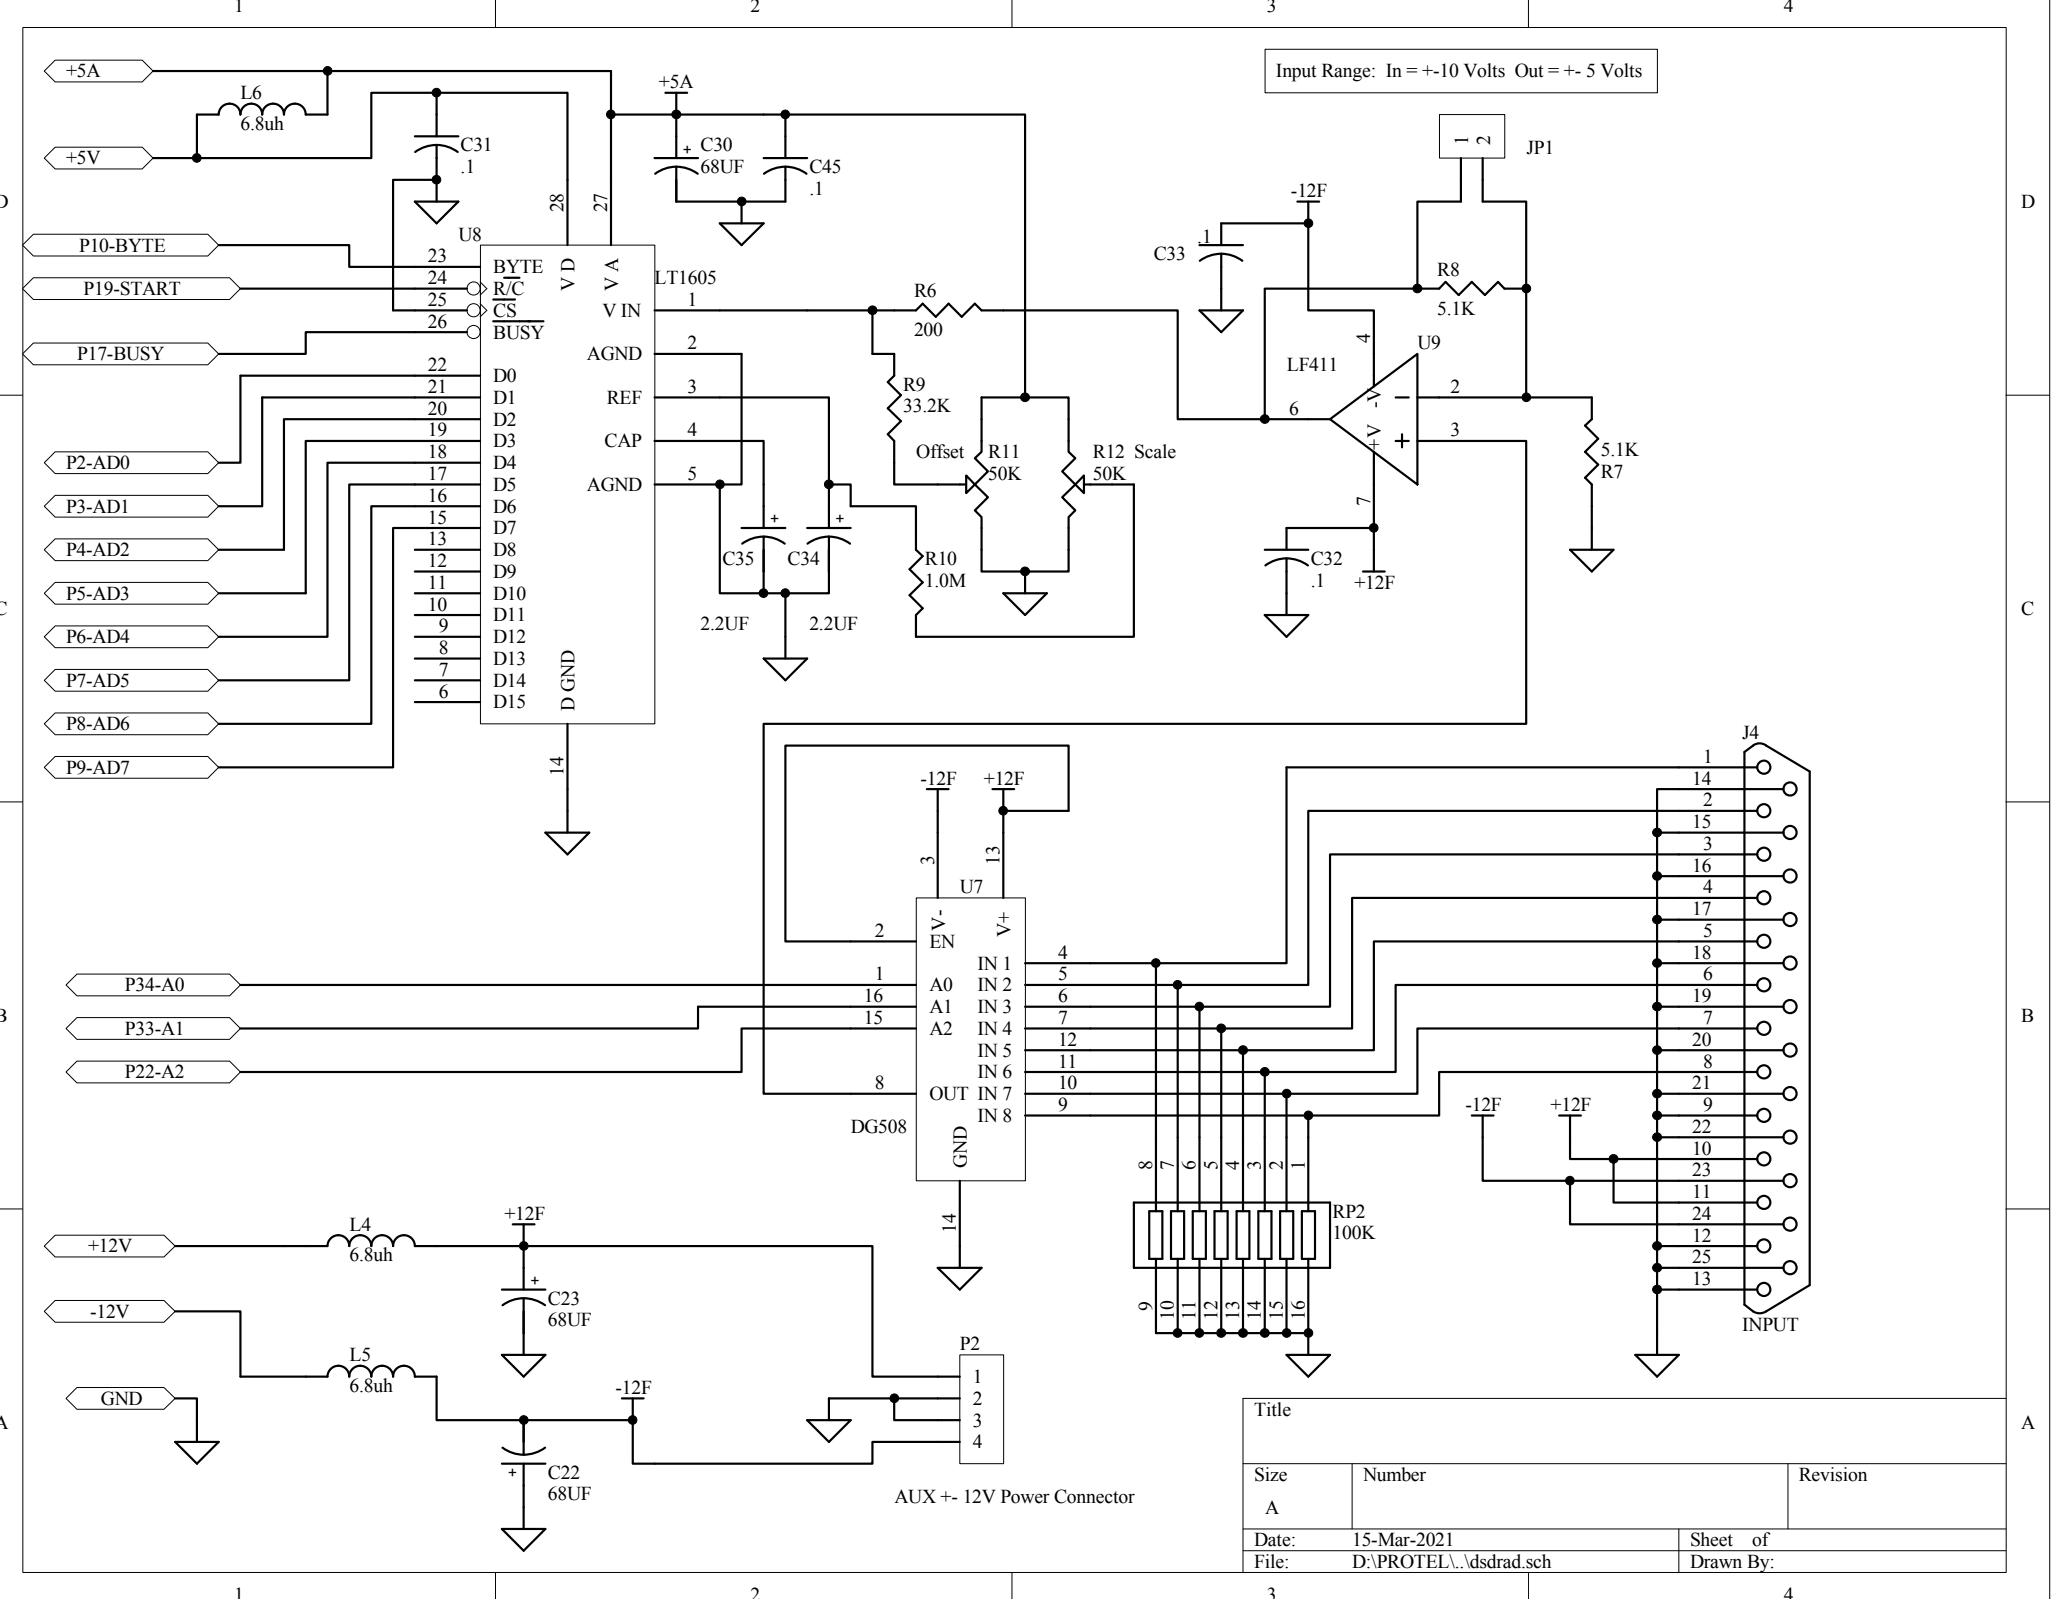 1 2 3 4
+5A
L6
6.8uh
+5V
C31
.1
+5A
C30
68UF
+
C45
.1
Input Range: In = +-10 Volts Out = +- 5 Volts
1 2
JP1
D
D
-12F
.1
C33
R8
5.1K
P10-BYTE
P19-START
P17-BUSY
U8
LT1605
28
27
V D
V A
23 BYTE
24 R/C
25 CS
26 BUSY
22 D0
21 D1
20 D2
19 D3
18 D4
17 D5
16 D6
15 D7
13 D8
12 D9
11 D10
10 D11
9 D12
8 D13
7 D14
6 D15
D GND
14
V IN 1
AGND 2
REF 3
CAP 4
AGND 5
P2-AD0
P3-AD1
P4-AD2
P5-AD3
P6-AD4
P7-AD5
P8-AD6
P9-AD7
R6
200
R9
33.2K
Offset
R11
50K
R12 Scale
50K
R10
1.0M
+
C35
2.2UF
+
C34
2.2UF
U9
LF411
4
-V
2
3
6
+V
7
5.1K
R7
C32
.1
+12F
C
C
-12F
+12F
3
13
U7
V-
V+
2 EN
1 A0
16 A1
15 A2
8 OUT
DG508
GND
14
IN 1 4
IN 2 5
IN 3 6
IN 4 7
IN 5 12
IN 6 11
IN 7 10
IN 8 9
P34-A0
P33-A1
P22-A2
B
B
J4
1
14
2
15
3
16
4
17
5
18
6
19
7
20
8
21
9
22
10
23
11
24
12
25
13
INPUT
-12F
+12F
8 7 6 5 4 3 2 1
RP2
100K
9 10 11 12 13 14 15 16
+12V
L4
6.8uh
+12F
+
C23
68UF
-12V
L5
6.8uh
-12F
GND
+
C22
68UF
P2
1
2
3
4
AUX +- 12V Power Connector
A
A
Title
Size
A
Number
Revision
Date: 15-Mar-2021
Sheet of
File: D:\PROTEL\..\dsdrad.sch
Drawn By:
1 2 3 4